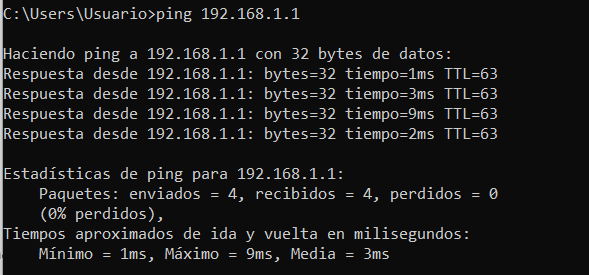 C:\Users\Usuario>ping 192.168.1.1
Haciendo ping a 192.168.1.1 con 32 bytes de datos:
Respuesta desde 192.168.1.1: bytes=32 tiempo=1ms TTL=63
Respuesta desde 192.168.1.1: bytes=32 tiempo=3ms TTL=63
Respuesta desde 192.168.1.1: bytes=32 tiempo=9ms TTL=63
Respuesta desde 192.168.1.1: bytes=32 tiempo=2ms TTL=63
Estadísticas de ping para 192.168.1.1:
Paquetes: enviados = 4, recibidos = 4, perdidos = 0
(0% perdidos),
Tiempos aproximados de ida y vuelta en milisegundos:
Mínimo = 1ms, Máximo = 9ms, Media = 3ms